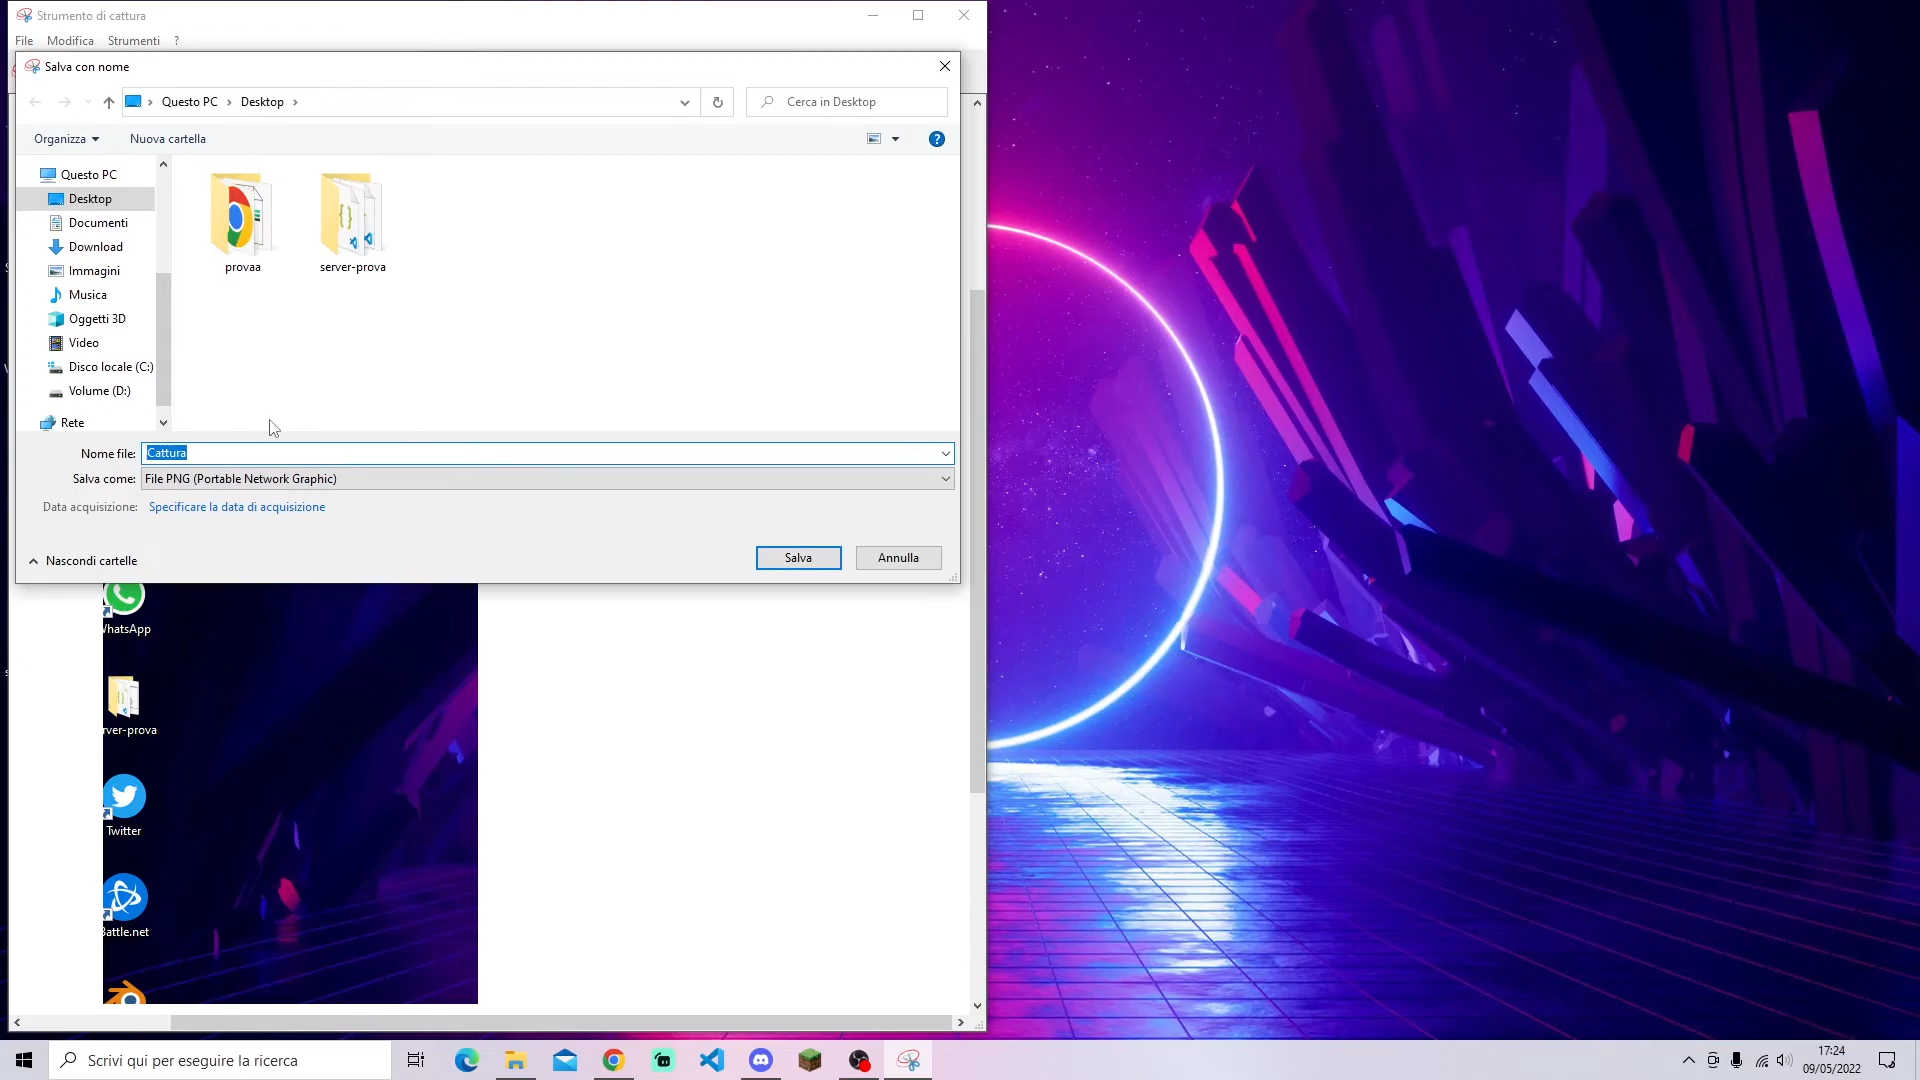 Strumento di cattura
File Modifica Strumenti ?
Salva con nome
Questo PC Desktop
Cerca in Desktop
Organizza Nuova cartella
Questo PC
Desktop
Documenti
Download
Immagini
Musica
Oggetti 3D
Video
Disco locale (C:)
Volume (D:)
Rete
provaa
server-prova
Nome file: Cattura
Salva come: File PNG (Portable Network Graphic)
Data acquisizione: Specificare la data di acquisizione
Nascondi cartelle
Salva
Annulla
WhatsApp
rver-prova
Twitter
Battle.net
Scrivi qui per eseguire la ricerca
17:24
09/05/2022